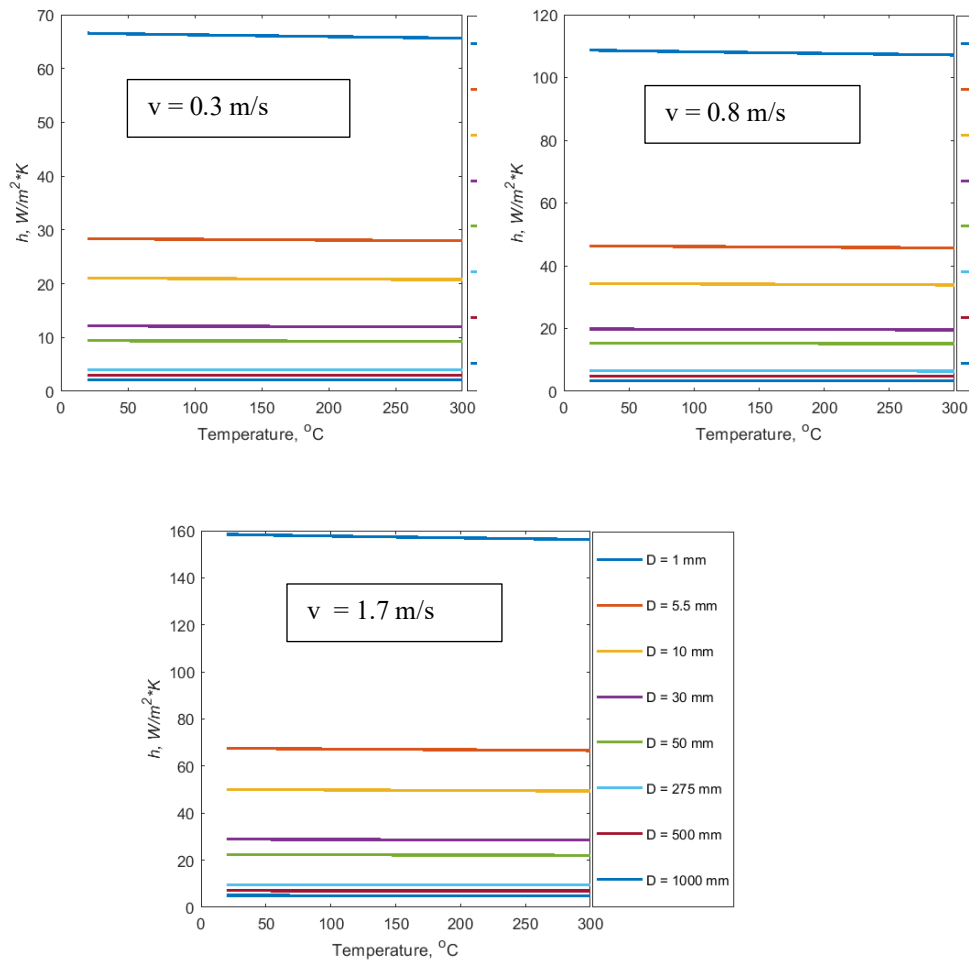 70
60
50
40
30
20
10
0
h, W/m²*K
v = 0.3 m/s
0 50 100 150 200 250 300
Temperature, °C
120
100
80
60
40
20
0
h, W/m²*K
v = 0.8 m/s
0 50 100 150 200 250 300
Temperature, °C
160
140
120
100
80
60
40
20
0
h, W/m²*K
v = 1.7 m/s
0 50 100 150 200 250 300
Temperature, °C
D = 1 mm
D = 5.5 mm
D = 10 mm
D = 30 mm
D = 50 mm
D = 275 mm
D = 500 mm
D = 1000 mm